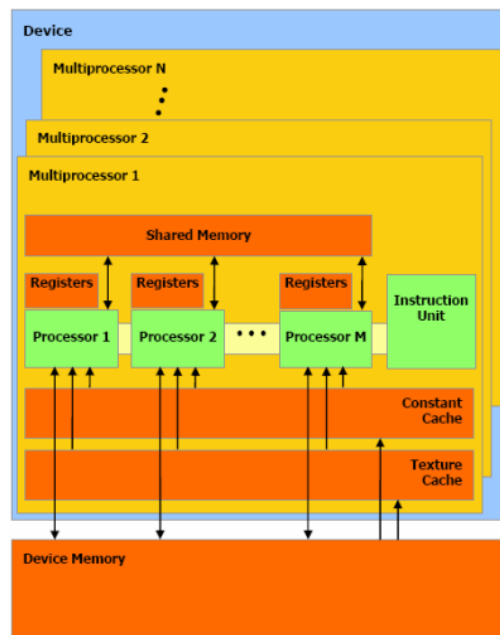 Device
Multiprocessor N
Multiprocessor 2
Multiprocessor 1
Shared Memory
Registers
Registers
Registers
Instruction
Unit
Processor 1
Processor 2
Processor M
Constant
Cache
Texture
Cache
Device Memory